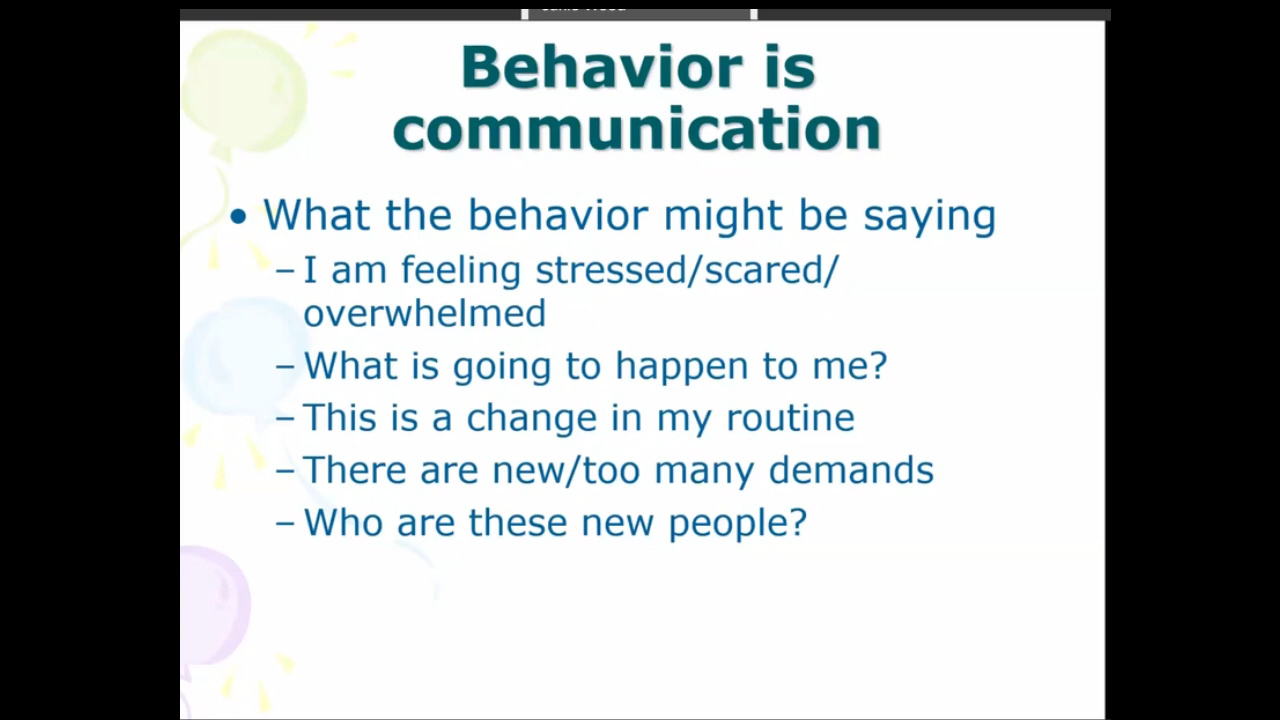 Behavior is
communication
• What the behavior might be saying
– I am feeling stressed/scared/
overwhelmed
– What is going to happen to me?
– This is a change in my routine
– There are new/too many demands
– Who are these new people?